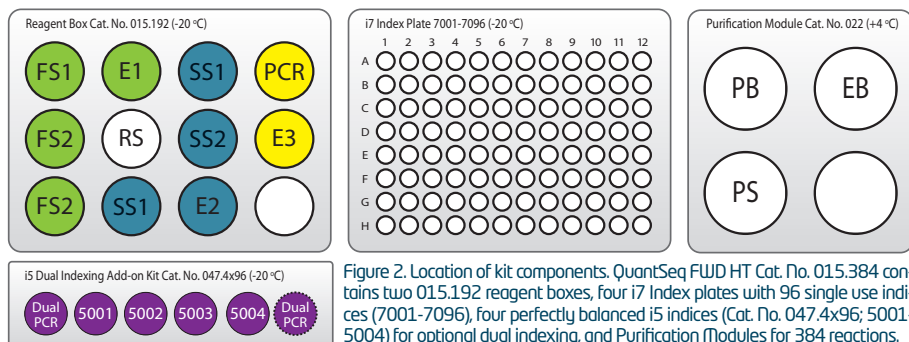 Reagent Box Cat. No. 015.192 (-20 ºC)
FS1 E1 SS1 PCR
FS2 RS SS2 E3
FS2 SS1 E2
i7 Index Plate 7001-7096 (-20 ºC)
1 2 3 4 5 6 7 8 9 10 11 12
A
B
C
D
E
F
G
H
Purification Module Cat. No. 022 (+4 ºC)
PB EB
PS
i5 Dual Indexing Add-on Kit Cat. No. 047.4x96 (-20 ºC)
Dual PCR 5001 5002 5003 5004 Dual PCR
Figure 2. Location of kit components. QuantSeq FWD HT Cat. No. 015.384 con-
tains two 015.192 reagent boxes, four i7 Index plates with 96 single use indi-
ces (7001-7096), four perfectly balanced i5 indices (Cat. No. 047.4x96; 5001-
5004) for optional dual indexing, and Purification Modules for 384 reactions.